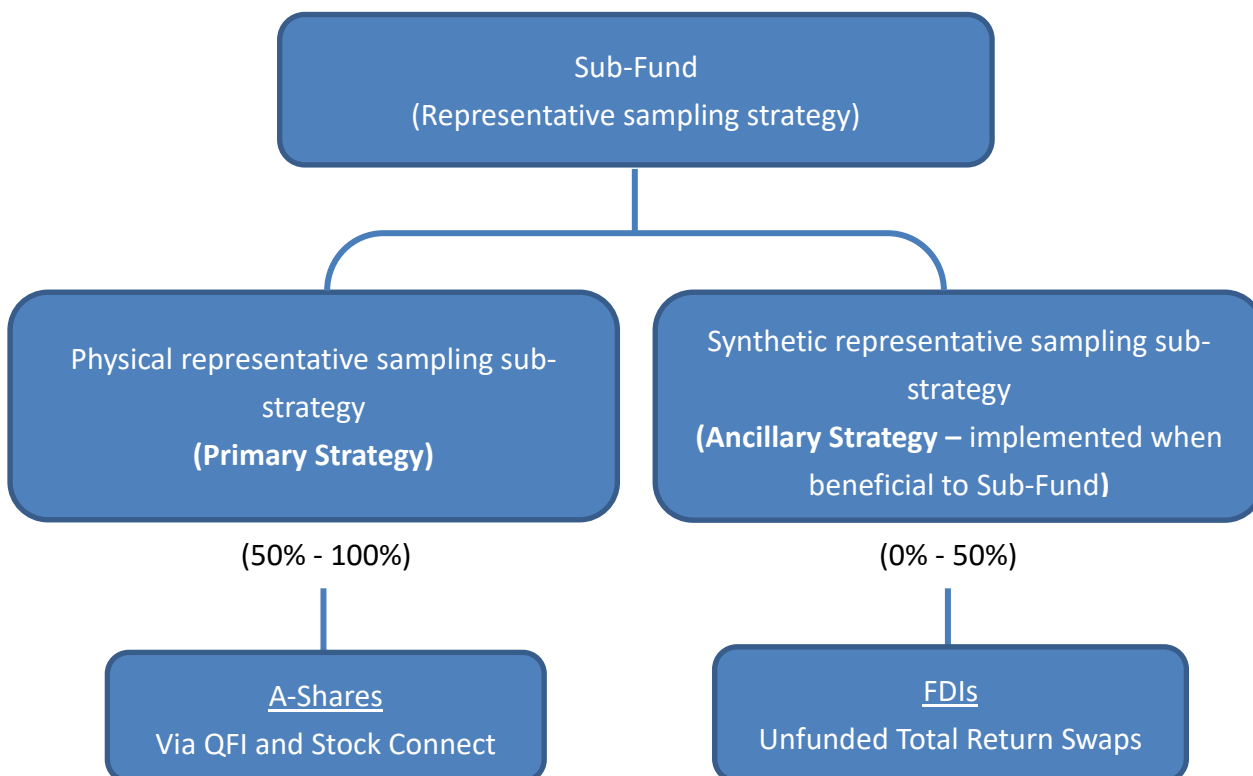 Sub-Fund
(Representative sampling strategy)
Physical representative sampling sub-
strategy
(Primary Strategy)
Synthetic representative sampling sub-
strategy
(Ancillary Strategy – implemented when
beneficial to Sub-Fund)
(50% - 100%)
(0% - 50%)
A-Shares
Via QFI and Stock Connect
FDIs
Unfunded Total Return Swaps